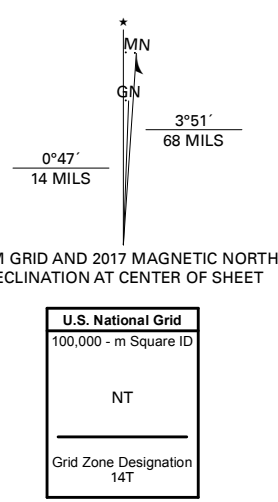 ★
MN
GN
3°51´
68 MILS
0°47´
14 MILS
GRID AND 2017 MAGNETIC NORTH
ECLINATION AT CENTER OF SHEET
U.S. National Grid
100,000 - m Square ID
NT
Grid Zone Designation
14T